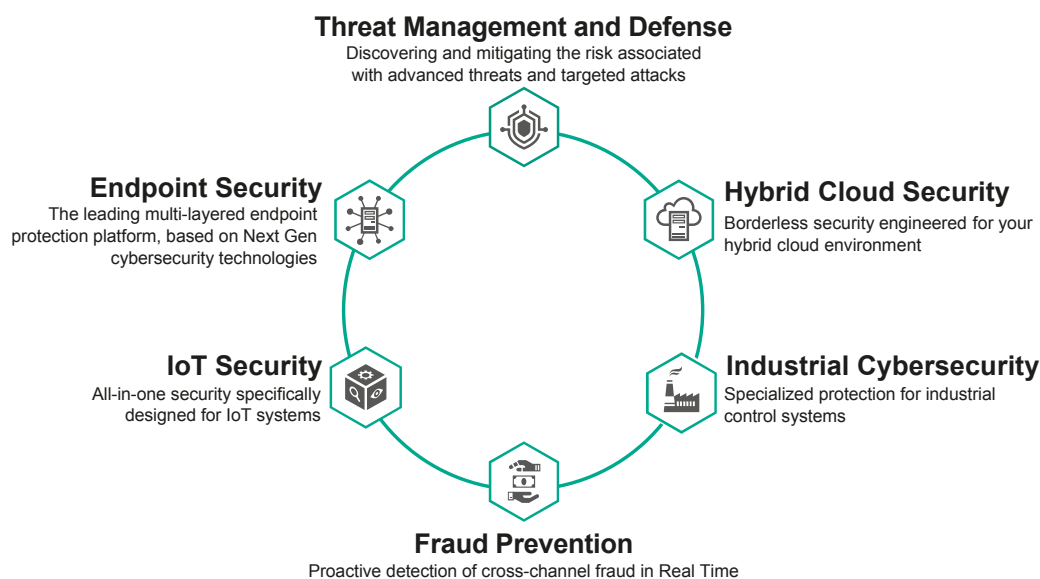 Threat Management and Defense
Discovering and mitigating the risk associated
with advanced threats and targeted attacks
Endpoint Security
The leading multi-layered endpoint
protection platform, based on Next Gen
cybersecurity technologies
Hybrid Cloud Security
Borderless security engineered for your
hybrid cloud environment
IoT Security
All-in-one security specifically
designed for IoT systems
Industrial Cybersecurity
Specialized protection for industrial
control systems
Fraud Prevention
Proactive detection of cross-channel fraud in Real Time